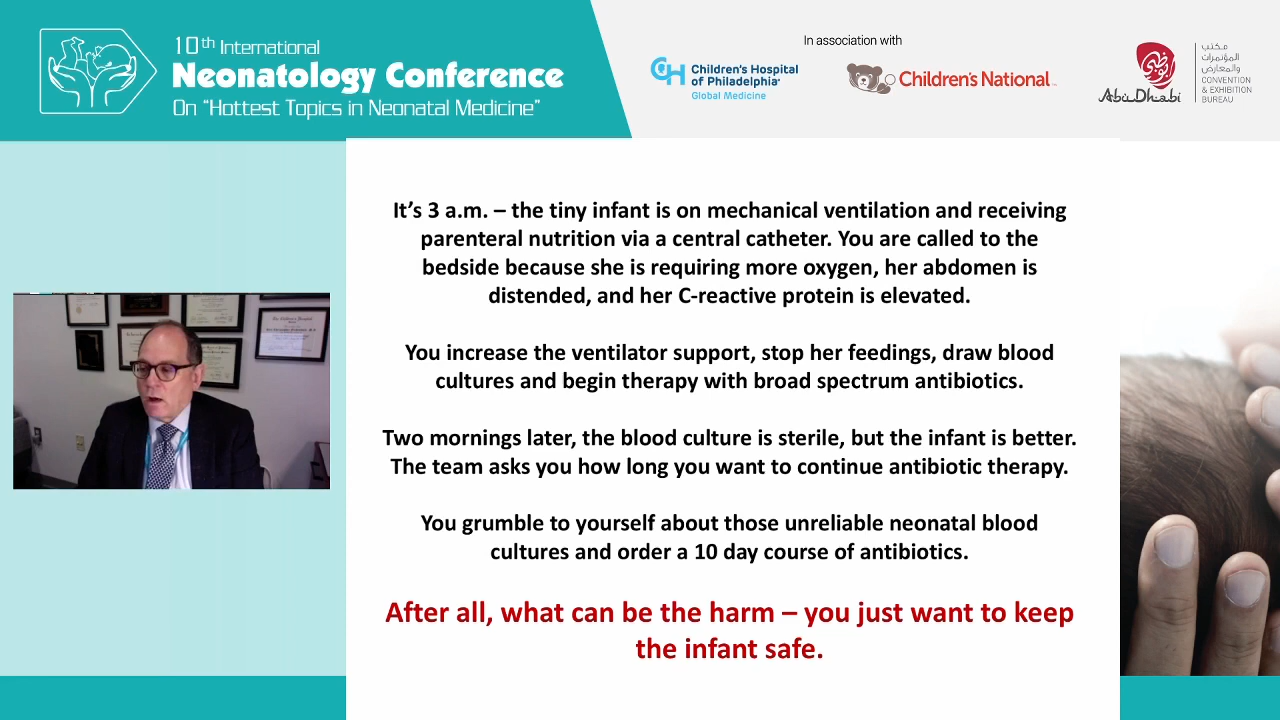 10th International
Neonatology Conference
On “Hottest Topics in Neonatal Medicine”
In association with
Children's Hospital
of Philadelphia
Global Medicine
Children's National
أبوظبي
Abu Dhabi
مكتب
المؤتمرات
والمعارض
CONVENTION
& EXHIBITION
BUREAU
It’s 3 a.m. – the tiny infant is on mechanical ventilation and receiving
parenteral nutrition via a central catheter. You are called to the
bedside because she is requiring more oxygen, her abdomen is
distended, and her C-reactive protein is elevated.
You increase the ventilator support, stop her feedings, draw blood
cultures and begin therapy with broad spectrum antibiotics.
Two mornings later, the blood culture is sterile, but the infant is better.
The team asks you how long you want to continue antibiotic therapy.
You grumble to yourself about those unreliable neonatal blood
cultures and order a 10 day course of antibiotics.
After all, what can be the harm – you just want to keep
the infant safe.